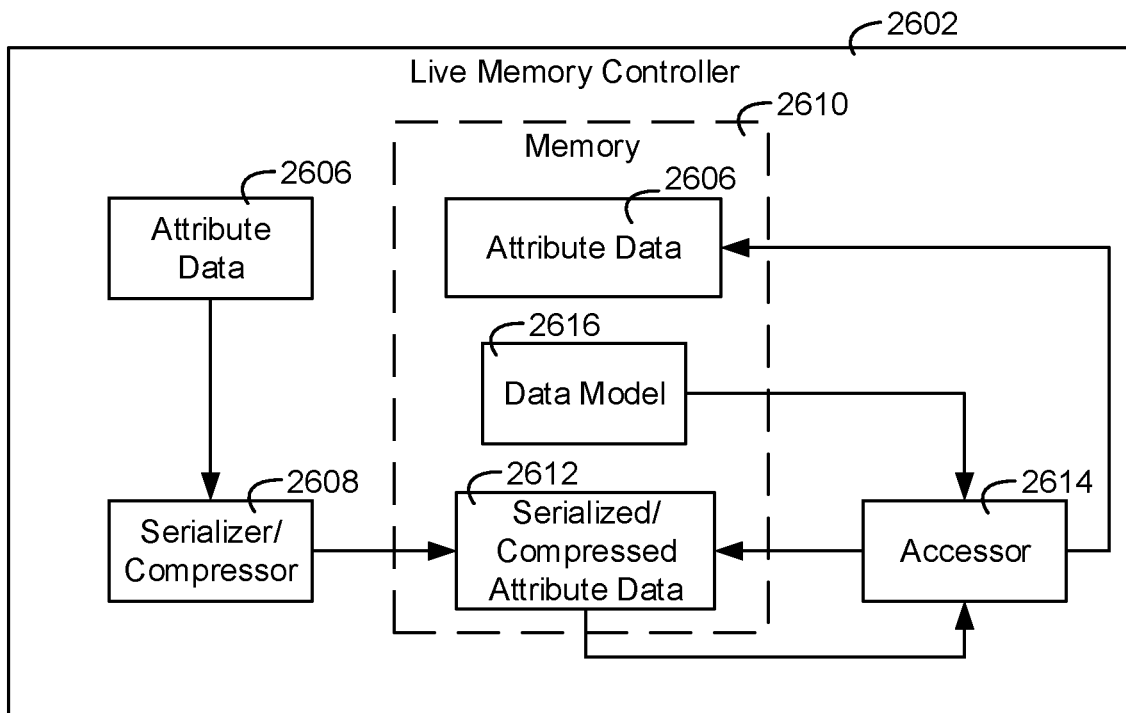 2602
Live Memory Controller
2610
Memory
2606
Attribute
Data
2606
Attribute Data
2616
Data Model
2608
Serializer/
Compressor
2612
Serialized/
Compressed
Attribute Data
2614
Accessor